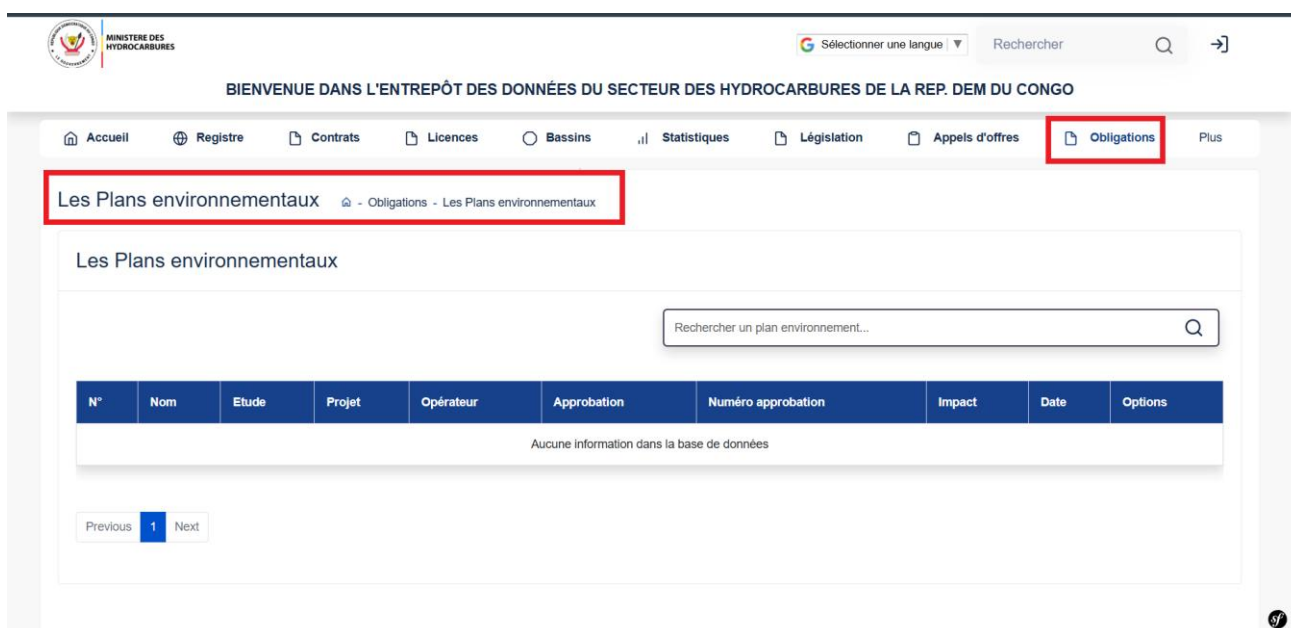 MINISTERE DES
HYDROCARBURES
Sélectionner une langue ▼ Rechercher
BIENVENUE DANS L'ENTREPÔT DES DONNÉES DU SECTEUR DES HYDROCARBURES DE LA REP. DEM DU CONGO
Accueil Registre Contrats Licences Bassins Statistiques Législation Appels d'offres Obligations Plus
Les Plans environnementaux - Obligations - Les Plans environnementaux
Les Plans environnementaux
Rechercher un plan environnement...
N° Nom Etude Projet Opérateur Approbation Numéro approbation Impact Date Options
Aucune information dans la base de données
Previous 1 Next
sf